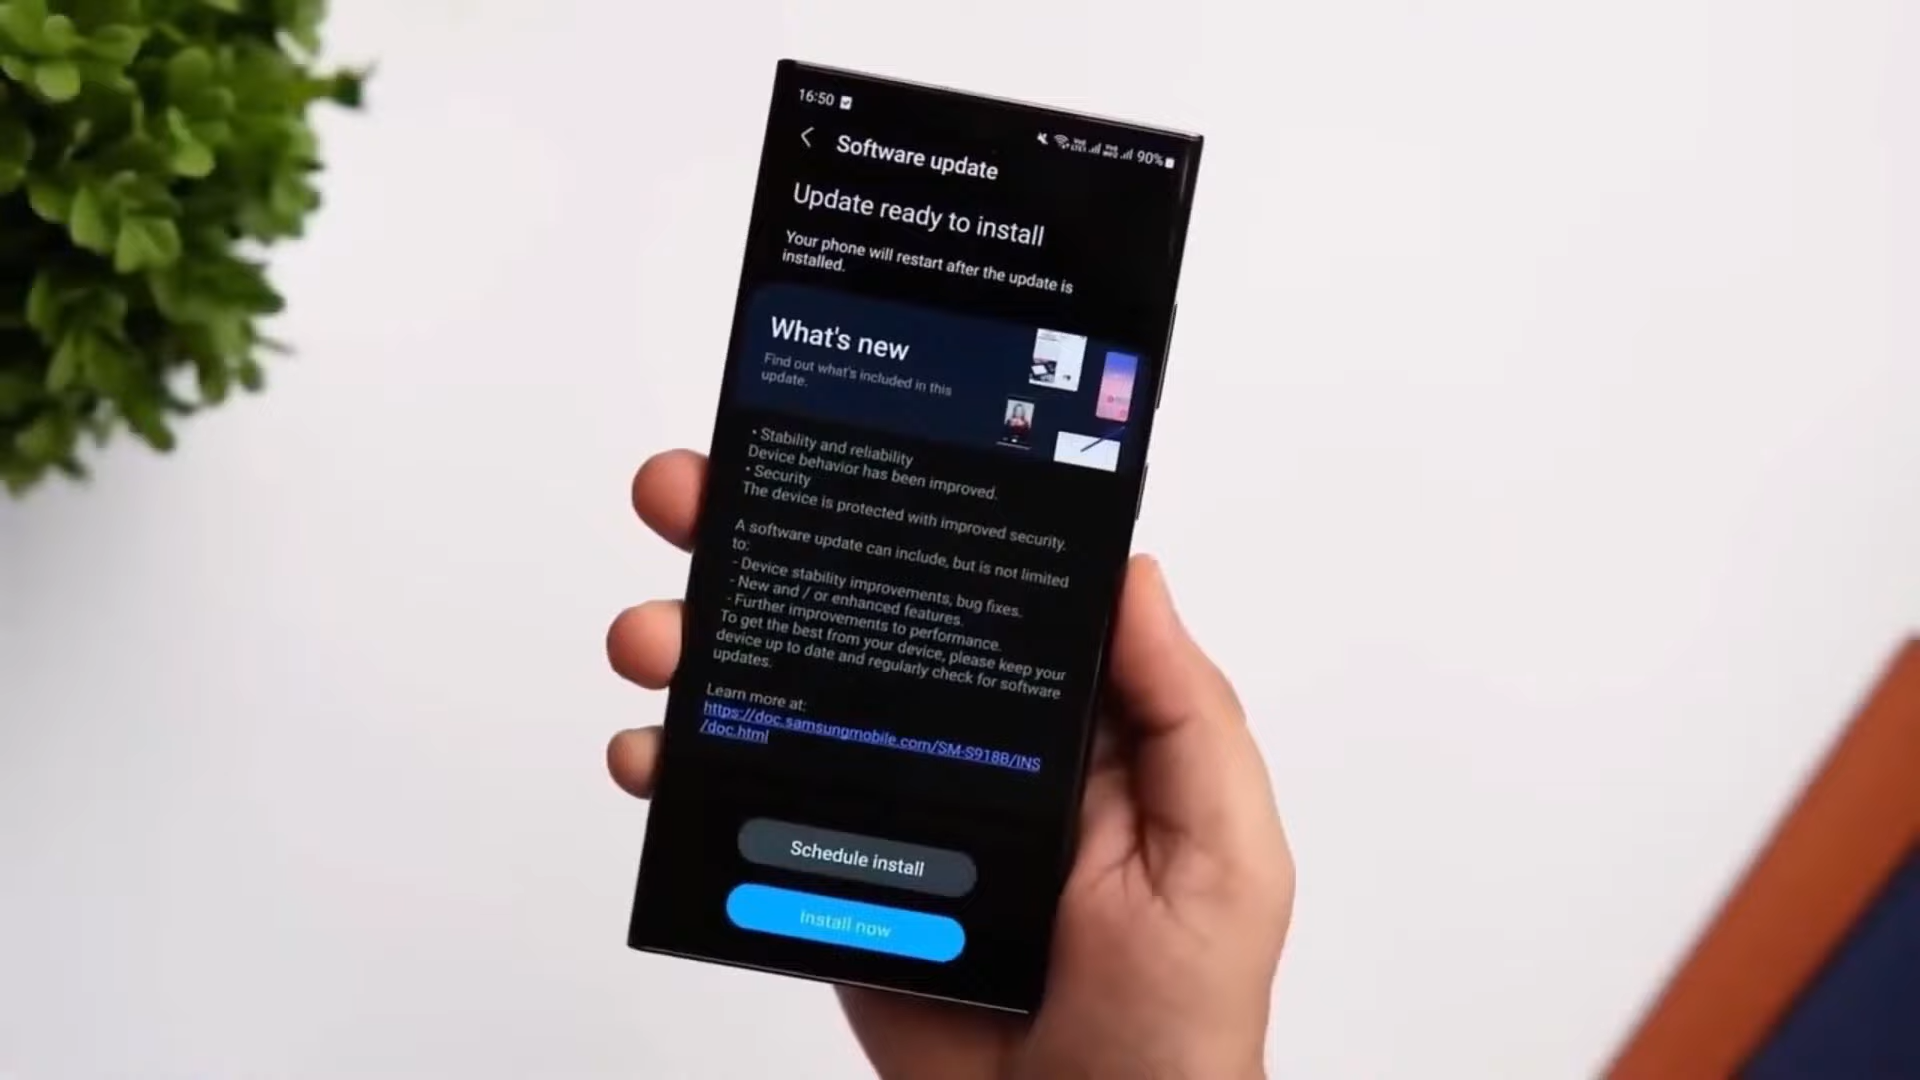 16:50
90%
Software update
Update ready to install
Your phone will restart after the update is
installed.
What's new
Find out what's included in this
update.
• Stability and reliability
Device behavior has been improved.
• Security
The device is protected with improved security.
A software update can include, but is not limited
to:
- Device stability improvements, bug fixes.
- New and / or enhanced features.
- Further improvements to performance.
To get the best from your device, please keep your
device up to date and regularly check for software
updates.
Learn more at:
https://doc.samsungmobile.com/SM-S918B/INS
/doc.html
Schedule install
Install now